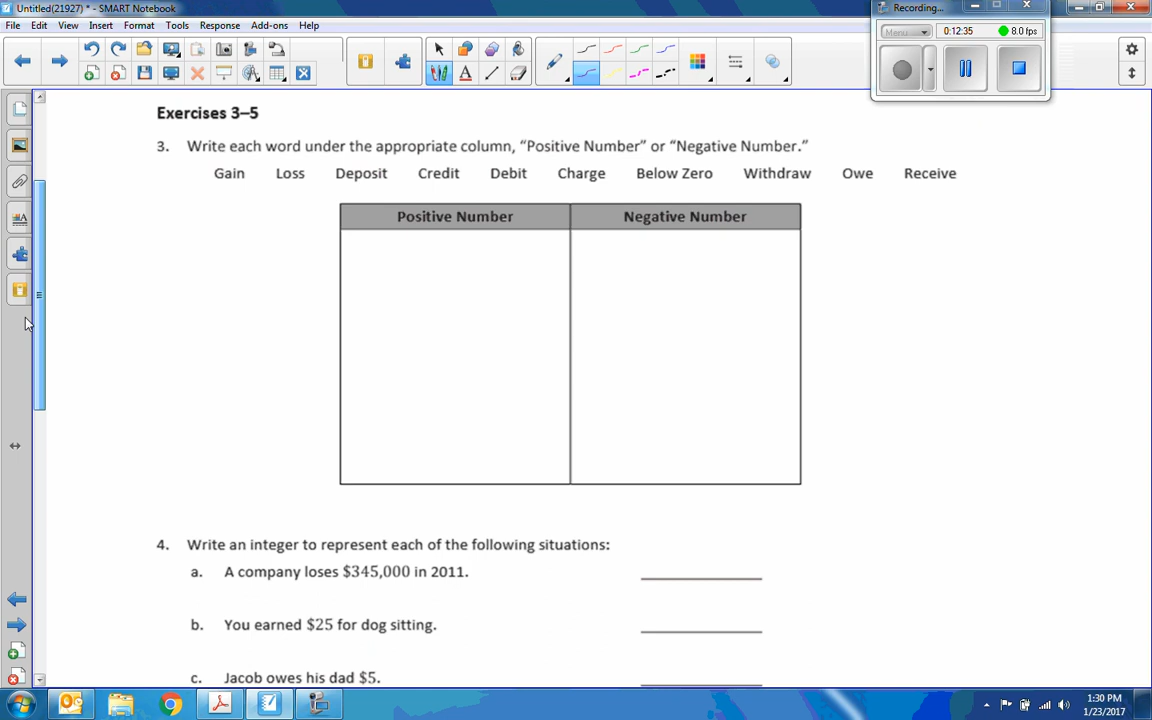 Untitled(21927) * - SMART Notebook
File Edit View Insert Format Tools Response Add-ons Help
Recording...
Menu 0:12:35 8.0 fps
Exercises 3–5
3. Write each word under the appropriate column, “Positive Number” or “Negative Number.”
Gain Loss Deposit Credit Debit Charge Below Zero Withdraw Owe Receive
Positive Number Negative Number
4. Write an integer to represent each of the following situations:
a. A company loses $345,000 in 2011.
b. You earned $25 for dog sitting.
c. Jacob owes his dad $5.
1:30 PM
1/23/2017